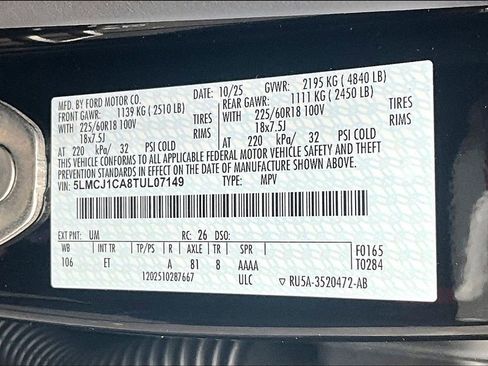 MFD. BY FORD MOTOR CO. DATE: 10/25 GVWR: 2195 KG ( 4840 LB)
FRONT GAWR: 1139 KG ( 2510 LB) REAR GAWR: 1111 KG ( 2450 LB)
WITH 225/60R18 100V TIRES WITH 225/60R18 100V TIRES
18x7.5J RIMS 18x7.5J RIMS
AT 220 kPa/ 32 PSI COLD AT 220 kPa/ 32 PSI COLD
THIS VEHICLE CONFORMS TO ALL APPLICABLE FEDERAL MOTOR VEHICLE SAFETY AND THEFT
PREVENTION STANDARDS IN EFFECT ON THE DATE OF MANUFACTURE SHOWN ABOVE.
VIN: 5LMCJ1CA8TUL07149 TYPE: MPV
EXT PNT: UM RC: 26 DSO: F0165
WB INT TR TP/PS R AXLE TR SPR T0284
106 ET A 81 8 AAAA
1202510287667 ULC RU5A-3520472-AB